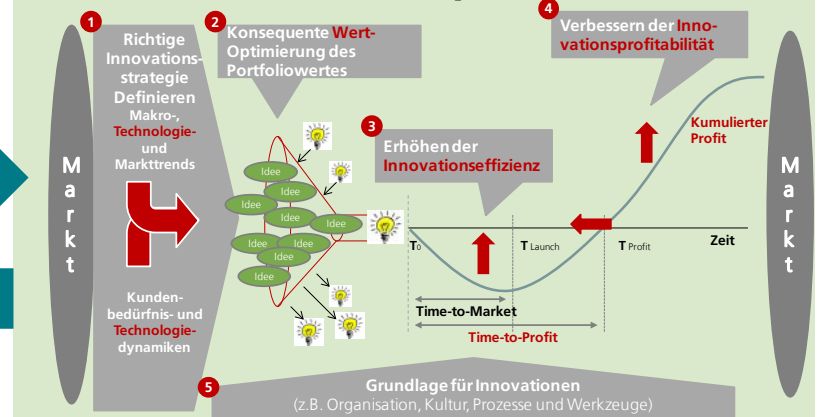 Markt
1
Richtige
Innovations-
strategie
Definieren
Makro-,
Technologie-
und
Markttrends
Kunden-
bedürfnis- und
Technologie-
dynamiken
2
Konsequente Wert-
Optimierung des
Portfoliowertes
Idee
Idee
Idee
Idee
Idee
Idee
Idee
Idee
Idee
3
Erhöhen der
Innovationseffizienz
4
Verbessern der Inno-
vationsprofitabilität
Kumulierter
Profit
T0
T Launch
T Profit
Zeit
Time-to-Market
Time-to-Profit
5
Grundlage für Innovationen
(z.B. Organisation, Kultur, Prozesse und Werkzeuge)
Markt